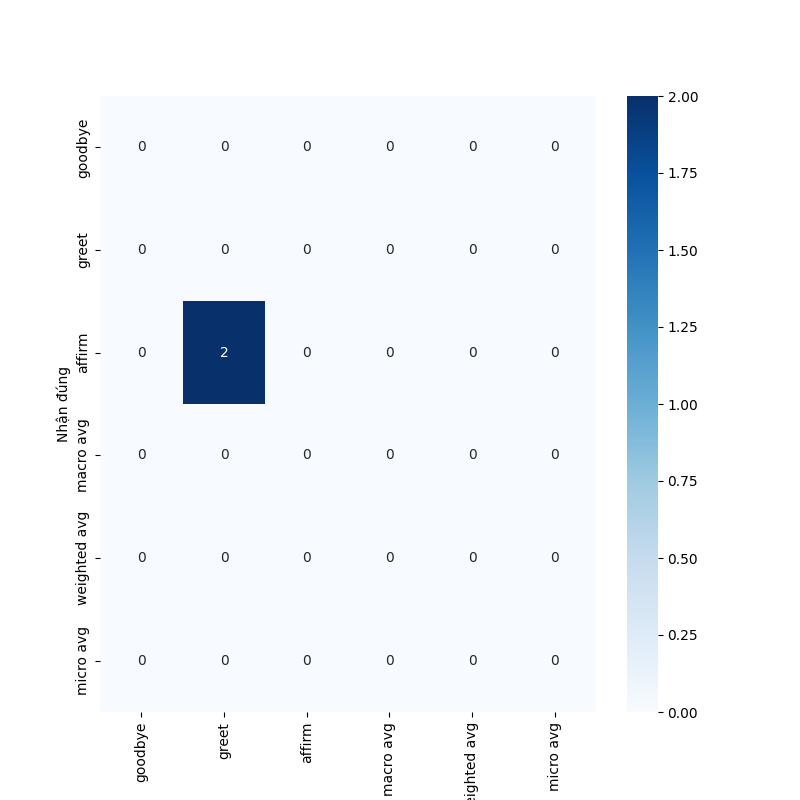 goodbye 0 0 0 0 0 0
greet 0 0 0 0 0 0
affirm 0 2 0 0 0 0
macro avg 0 0 0 0 0 0
weighted avg 0 0 0 0 0 0
micro avg 0 0 0 0 0 0
Nhận đúng
goodbye greet affirm macro avg eighted avg micro avg
2.00
1.75
1.50
1.25
1.00
0.75
0.50
0.25
0.00